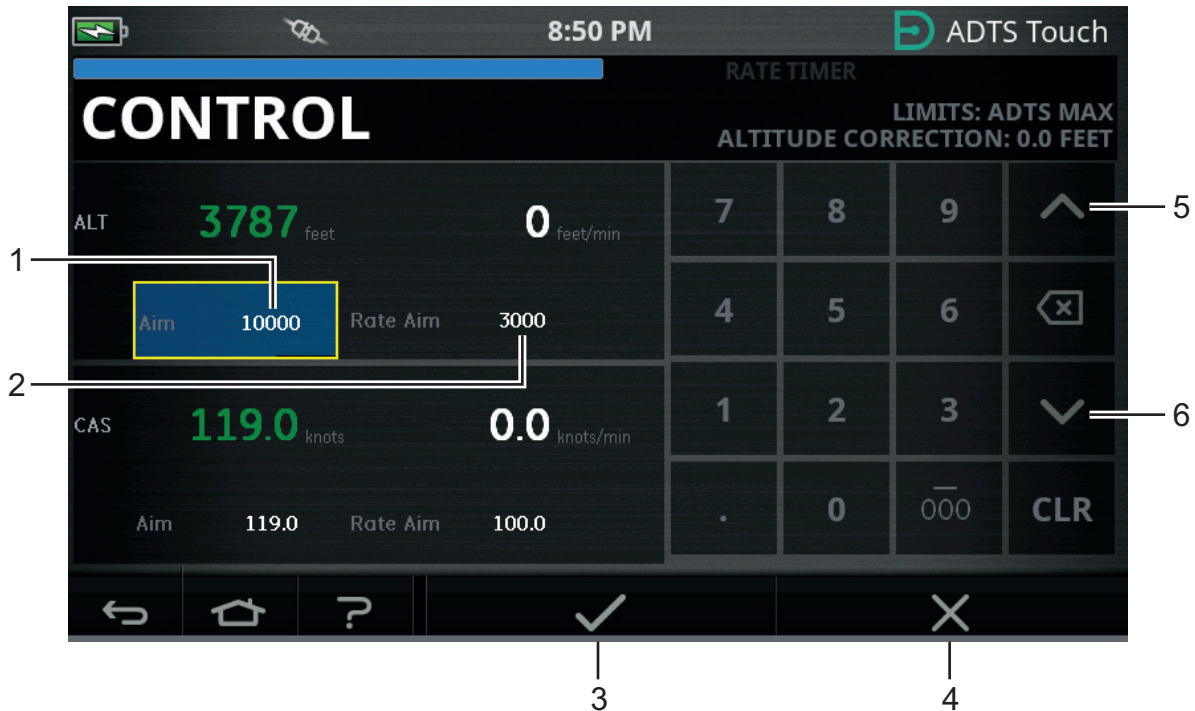 8:50 PM ADTS Touch
RATE TIMER
CONTROL
LIMITS: ADTS MAX
ALTITUDE CORRECTION: 0.0 FEET
ALT 3787 feet 0 feet/min 7 8 9 5
1
Aim 10000 Rate Aim 3000 4 5 6
2
CAS 119.0 knots 0.0 knots/min 1 2 3 6
Aim 119.0 Rate Aim 100.0 . 0 000 CLR
?
3 4